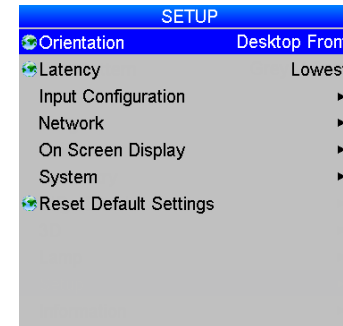 SETUP
Orientation Desktop Fron
Latency Lowes
Input Configuration
Network
On Screen Display
System
Reset Default Settings